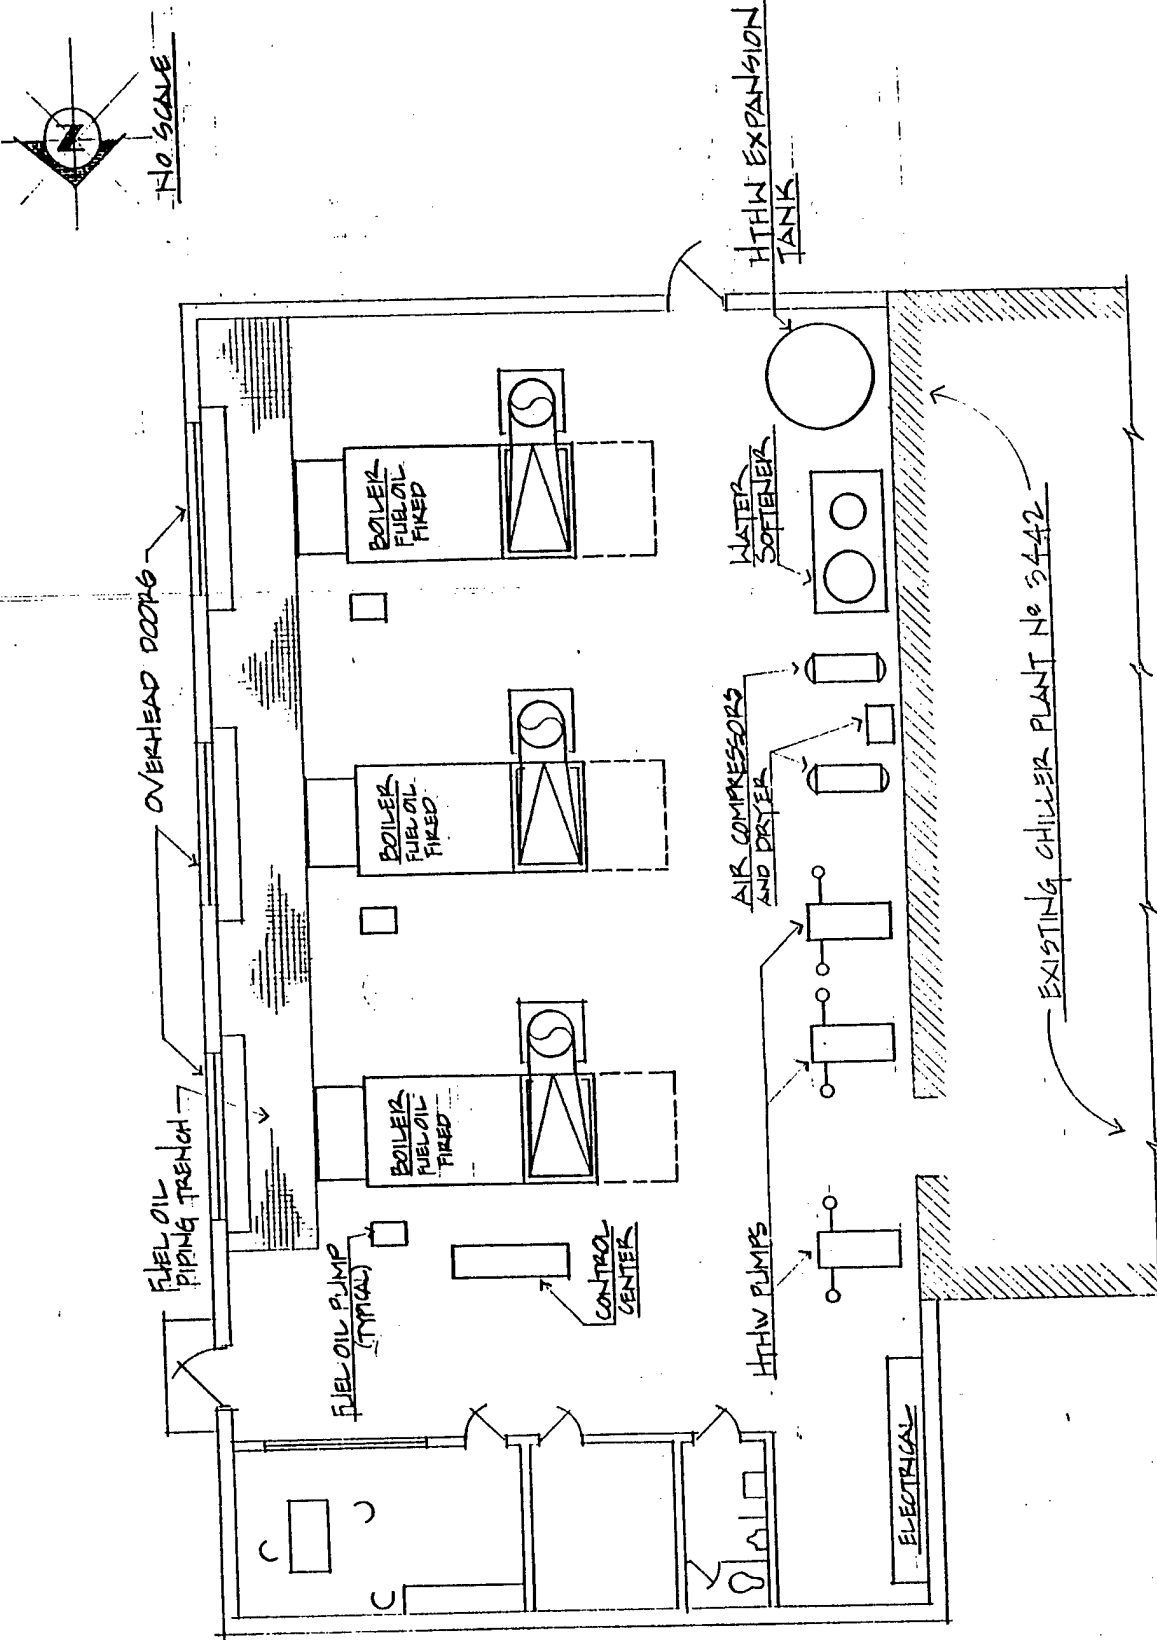 N
NO SCALE
OVERHEAD DOORS
FUEL OIL
PIPING TRENCH
BOILER
FUEL OIL
FIRED
BOILER
FUEL OIL
FIRED
BOILER
FUEL OIL
FIRED
FUEL OIL PUMP
(TYPICAL)
CONTROL
CENTER
HTHW PUMPS
AIR COMPRESSORS
AND DRYER
WATER
SOFTENER
HTHW EXPANSION
TANK
ELECTRICAL
EXISTING CHILLER PLANT Nº 5442